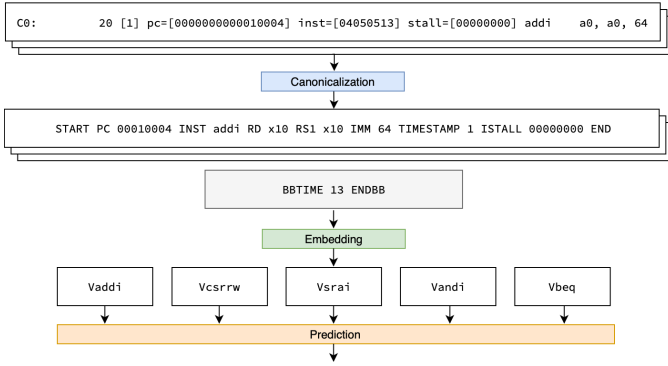 C0: 20 [1] pc=[0000000000010004] inst=[04050513] stall=[00000000] addi a0, a0, 64
Canonicalization
START PC 00010004 INST addi RD x10 RS1 x10 IMM 64 TIMESTAMP 1 ISTALL 00000000 END
BBTIME 13 ENDBB
Embedding
Vaddi Vcsrrw Vsrai Vandi Vbeq
Prediction